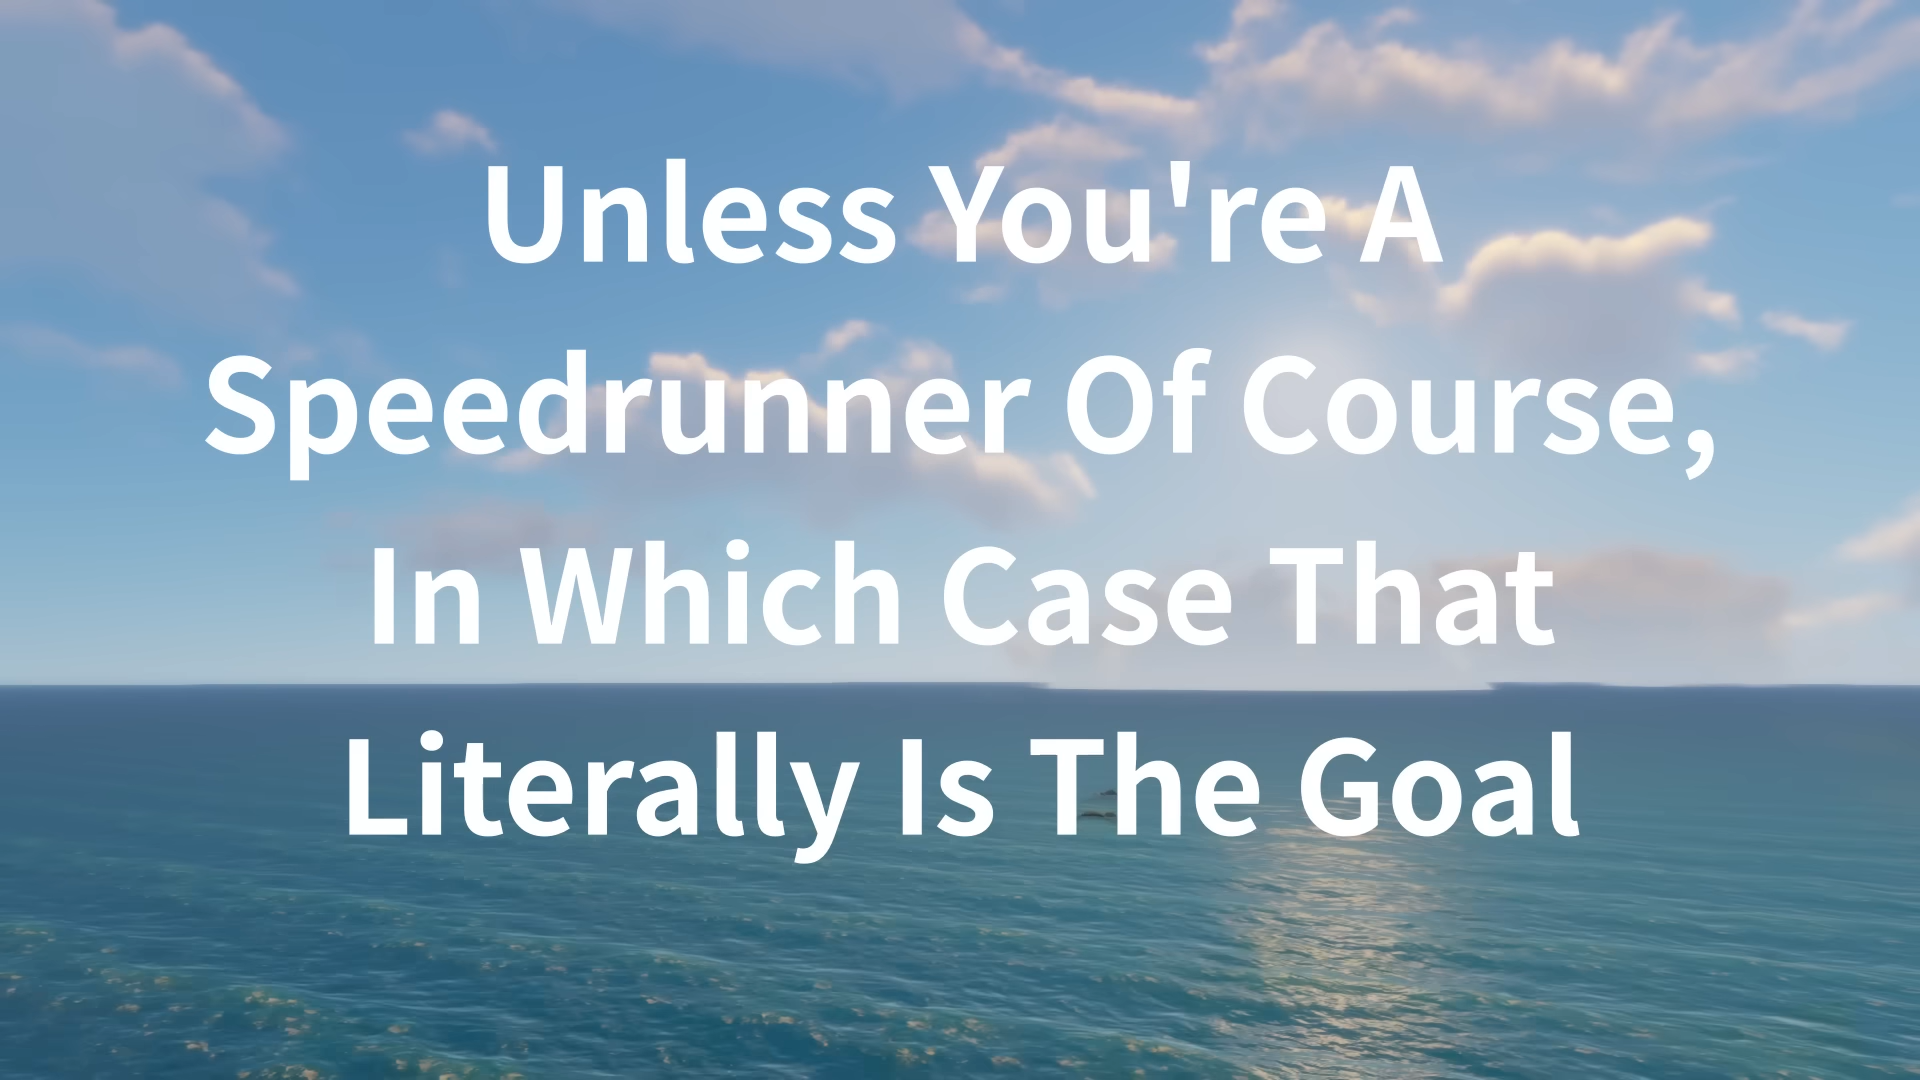 Unless You're A
Speedrunner Of Course,
In Which Case That
Literally Is The Goal